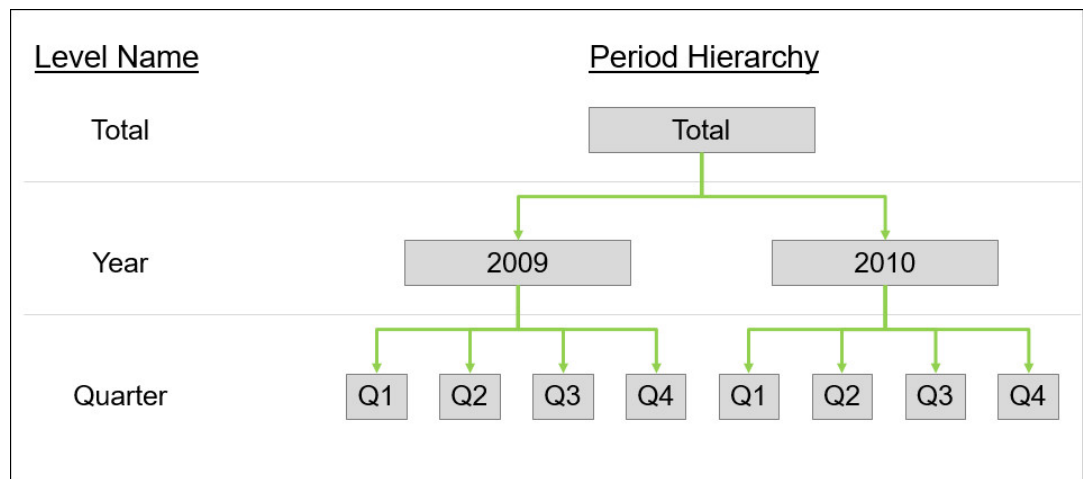 Level Name Period Hierarchy
Total Total
Year 2009 2010
Quarter Q1 Q2 Q3 Q4 Q1 Q2 Q3 Q4